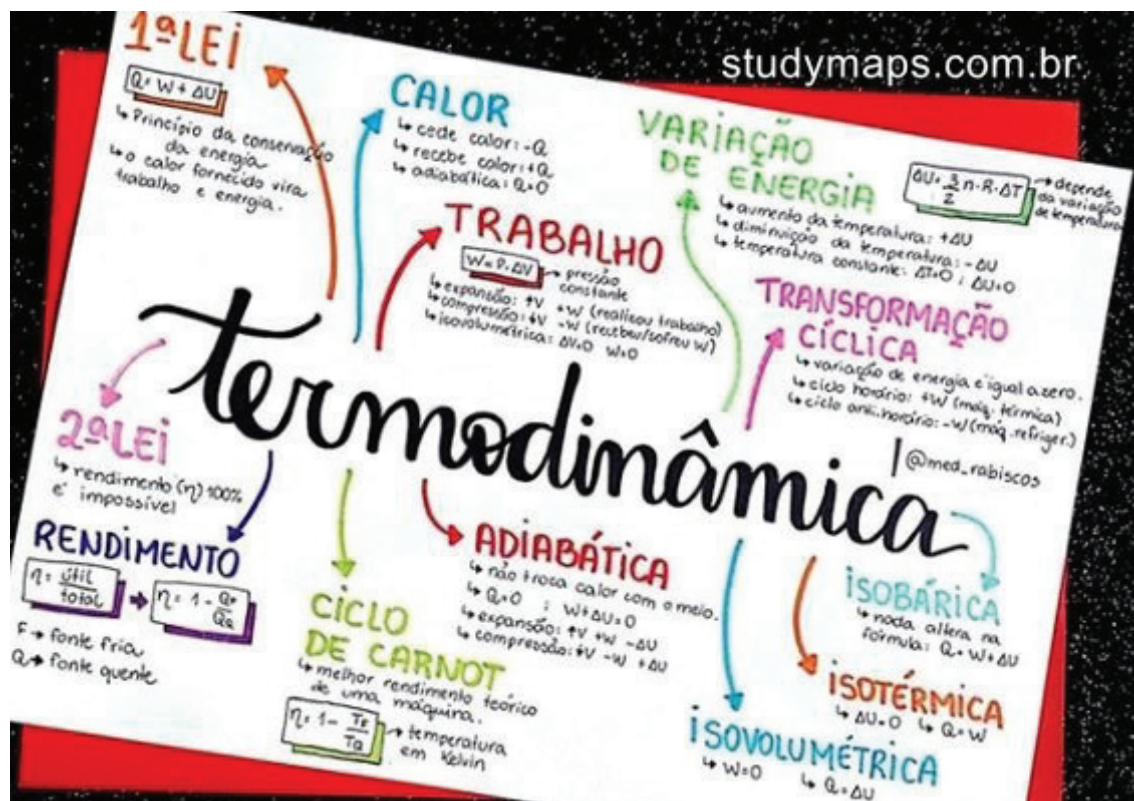 studymaps.com.br
1ª LEI
Q = W + ΔU
↳ Princípio da conservação
da energia
↳ o calor fornecido vira
trabalho e energia.
CALOR
↳ cede calor: -Q
↳ recebe calor: +Q
↳ adiabática: Q=0
VARIAÇÃO
DE ENERGIA
ΔU = 3/2 n·R·ΔT → depende
da variação
de temperatura
↳ aumento da temperatura: +ΔU
↳ diminuição da temperatura: -ΔU
↳ temperatura constante: ΔT=0 ; ΔU=0
TRABALHO
W = P·ΔV → pressão
constante
↳ expansão: ↑V +W (realizou trabalho)
↳ compressão: ↓V -W (recebeu/sofreu W)
↳ isovolumétrica: ΔV=0 W=0
TRANSFORMAÇÃO
CÍCLICA
↳ variação de energia é igual a zero.
↳ ciclo horário: +W (máq. térmica)
↳ ciclo anti.horário: -W (máq. refriger.)
@med_rabiscos
termodinâmica
2ª LEI
↳ rendimento (η) 100%
é impossível
RENDIMENTO
η = útil/total → η = 1 - QF/QQ
F → fonte fria
Q → fonte quente
CICLO
DE CARNOT
↳ melhor rendimento teórico
de uma máquina.
η = 1 - TF/TQ → temperatura
em Kelvin
ADIABÁTICA
↳ não troca calor com o meio.
↳ Q=0 ; W+ΔU=0
↳ expansão: ↑V +W -ΔU
↳ compressão: ↓V -W +ΔU
ISOBÁRICA
↳ nada altera na
fórmula: Q = W + ΔU
ISOTÉRMICA
↳ ΔU=0 ↳ Q=W
ISOVOLUMÉTRICA
↳ W=0 ↳ Q=ΔU